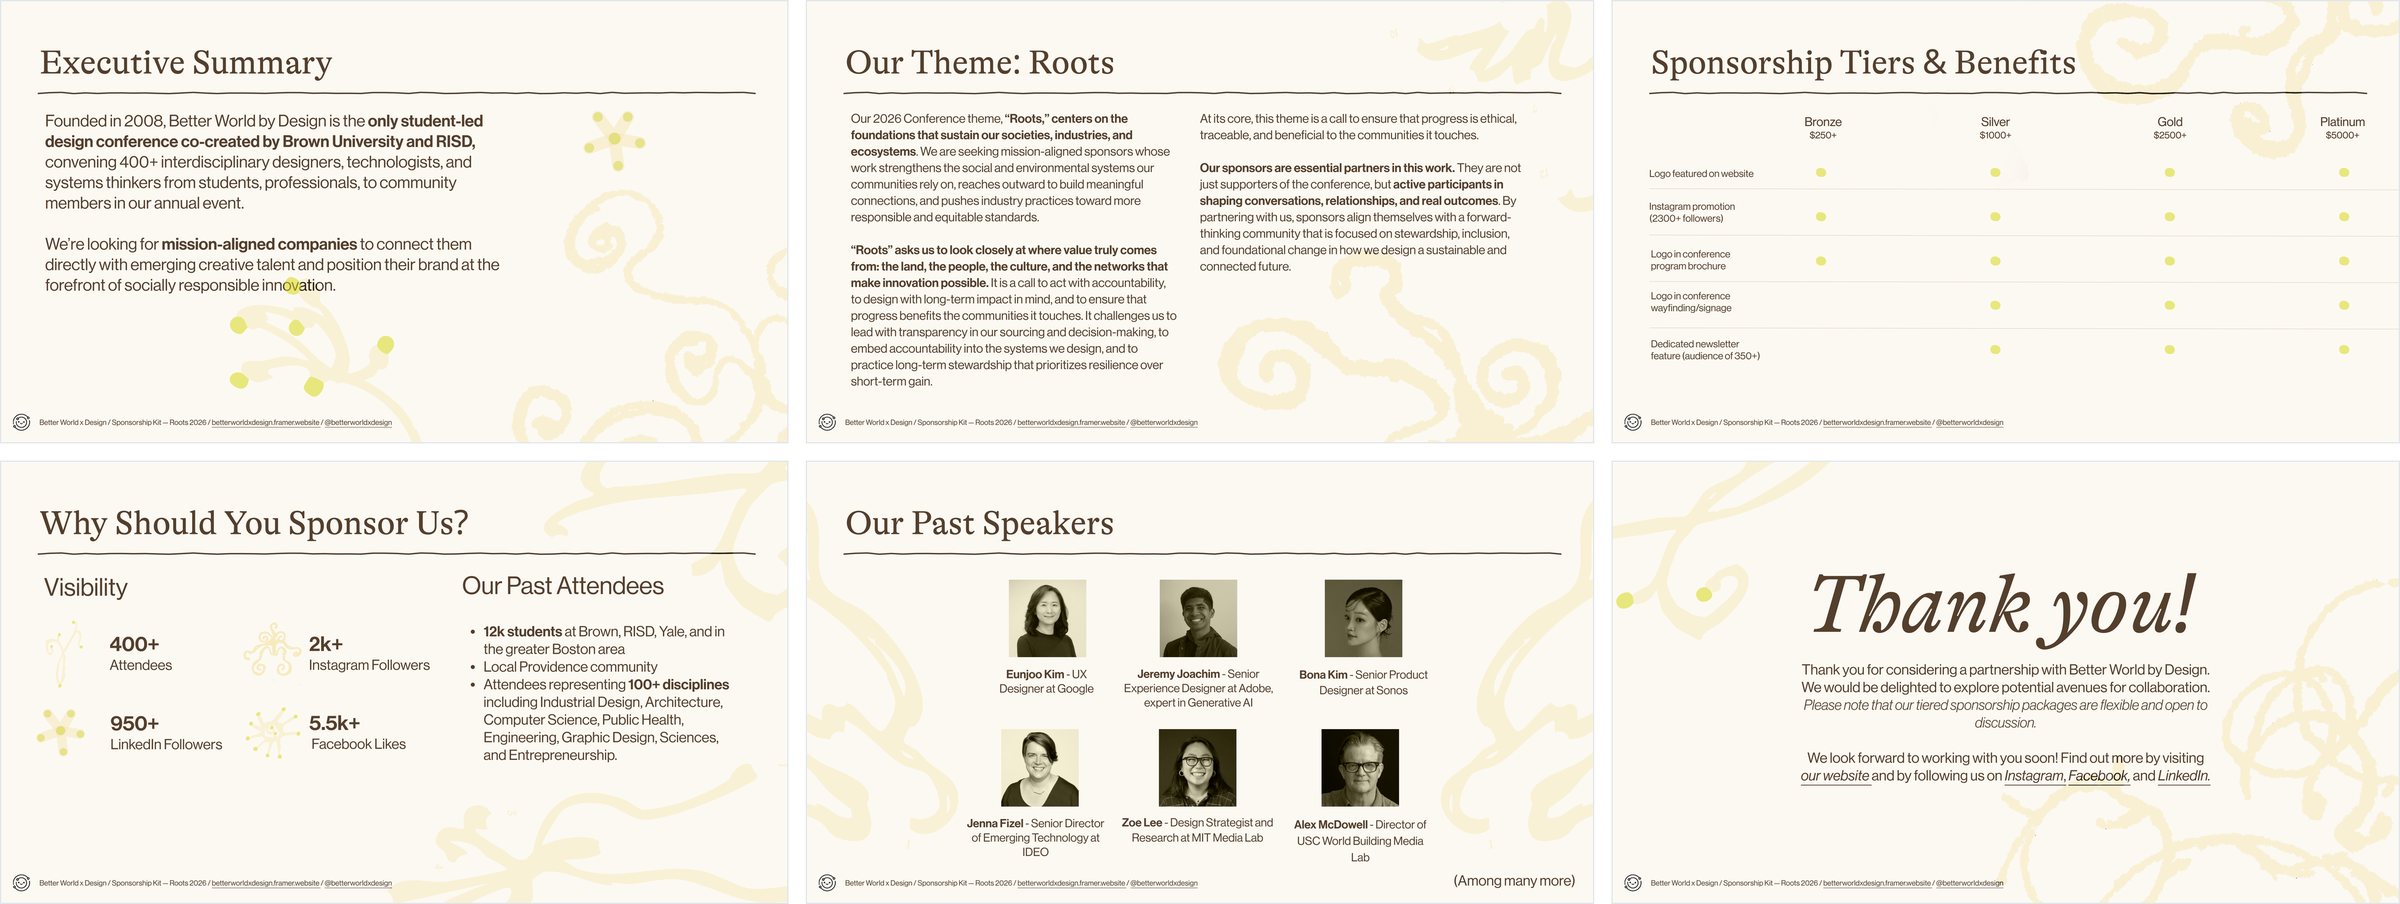 Executive Summary
Founded in 2008, Better World by Design is the only student-led
design conference co-created by Brown University and RISD,
convening 400+ interdisciplinary designers, technologists, and
systems thinkers from students, professionals, to community
members in our annual event.
We're looking for mission-aligned companies to connect them
directly with emerging creative talent and position their brand at the
forefront of socially responsible innovation.
Better World x Design / Sponsorship Kit — Roots 2026 / betterworldxdesign.framer.website / @betterworldxdesign
Our Theme: Roots
Our 2026 Conference theme, “Roots,” centers on the
foundations that sustain our societies, industries, and
ecosystems. We are seeking mission-aligned sponsors whose
work strengthens the social and environmental systems our
communities rely on, reaches outward to build meaningful
connections, and pushes industry practices toward more
responsible and equitable standards.
“Roots” asks us to look closely at where value truly comes
from: the land, the people, the culture, and the networks that
make innovation possible. It is a call to act with accountability,
to design with long-term impact in mind, and to ensure that
progress benefits the communities it touches. It challenges us to
lead with transparency in our sourcing and decision-making, to
embed accountability into the systems we design, and to
practice long-term stewardship that prioritizes resilience over
short-term gain.
At its core, this theme is a call to ensure that progress is ethical,
traceable, and beneficial to the communities it touches.
Our sponsors are essential partners in this work. They are not
just supporters of the conference, but active participants in
shaping conversations, relationships, and real outcomes. By
partnering with us, sponsors align themselves with a forward-
thinking community that is focused on stewardship, inclusion,
and foundational change in how we design a sustainable and
connected future.
Better World x Design / Sponsorship Kit — Roots 2026 / betterworldxdesign.framer.website / @betterworldxdesign
Sponsorship Tiers & Benefits
Bronze Silver Gold Platinum
$250+ $1000+ $2500+ $5000+
Logo featured on website
Instagram promotion
(2300+ followers)
Logo in conference
program brochure
Logo in conference
wayfinding/signage
Dedicated newsletter
feature (audience of 350+)
Better World x Design / Sponsorship Kit — Roots 2026 / betterworldxdesign.framer.website / @betterworldxdesign
Why Should You Sponsor Us?
Visibility
400+
Attendees
2k+
Instagram Followers
950+
LinkedIn Followers
5.5k+
Facebook Likes
Our Past Attendees
• 12k students at Brown, RISD, Yale, and in
the greater Boston area
• Local Providence community
• Attendees representing 100+ disciplines
including Industrial Design, Architecture,
Computer Science, Public Health,
Engineering, Graphic Design, Sciences,
and Entrepreneurship.
Better World x Design / Sponsorship Kit — Roots 2026 / betterworldxdesign.framer.website / @betterworldxdesign
Our Past Speakers
Eunjoo Kim - UX
Designer at Google
Jeremy Joachim - Senior
Experience Designer at Adobe,
expert in Generative AI
Bona Kim - Senior Product
Designer at Sonos
Jenna Fizel - Senior Director
of Emerging Technology at
IDEO
Zoe Lee - Design Strategist and
Research at MIT Media Lab
Alex McDowell - Director of
USC World Building Media
Lab
(Among many more)
Better World x Design / Sponsorship Kit — Roots 2026 / betterworldxdesign.framer.website / @betterworldxdesign
Thank you!
Thank you for considering a partnership with Better World by Design.
We would be delighted to explore potential avenues for collaboration.
Please note that our tiered sponsorship packages are flexible and open to
discussion.
We look forward to working with you soon! Find out more by visiting
our website and by following us on Instagram, Facebook, and LinkedIn.
Better World x Design / Sponsorship Kit — Roots 2026 / betterworldxdesign.framer.website / @betterworldxdesign